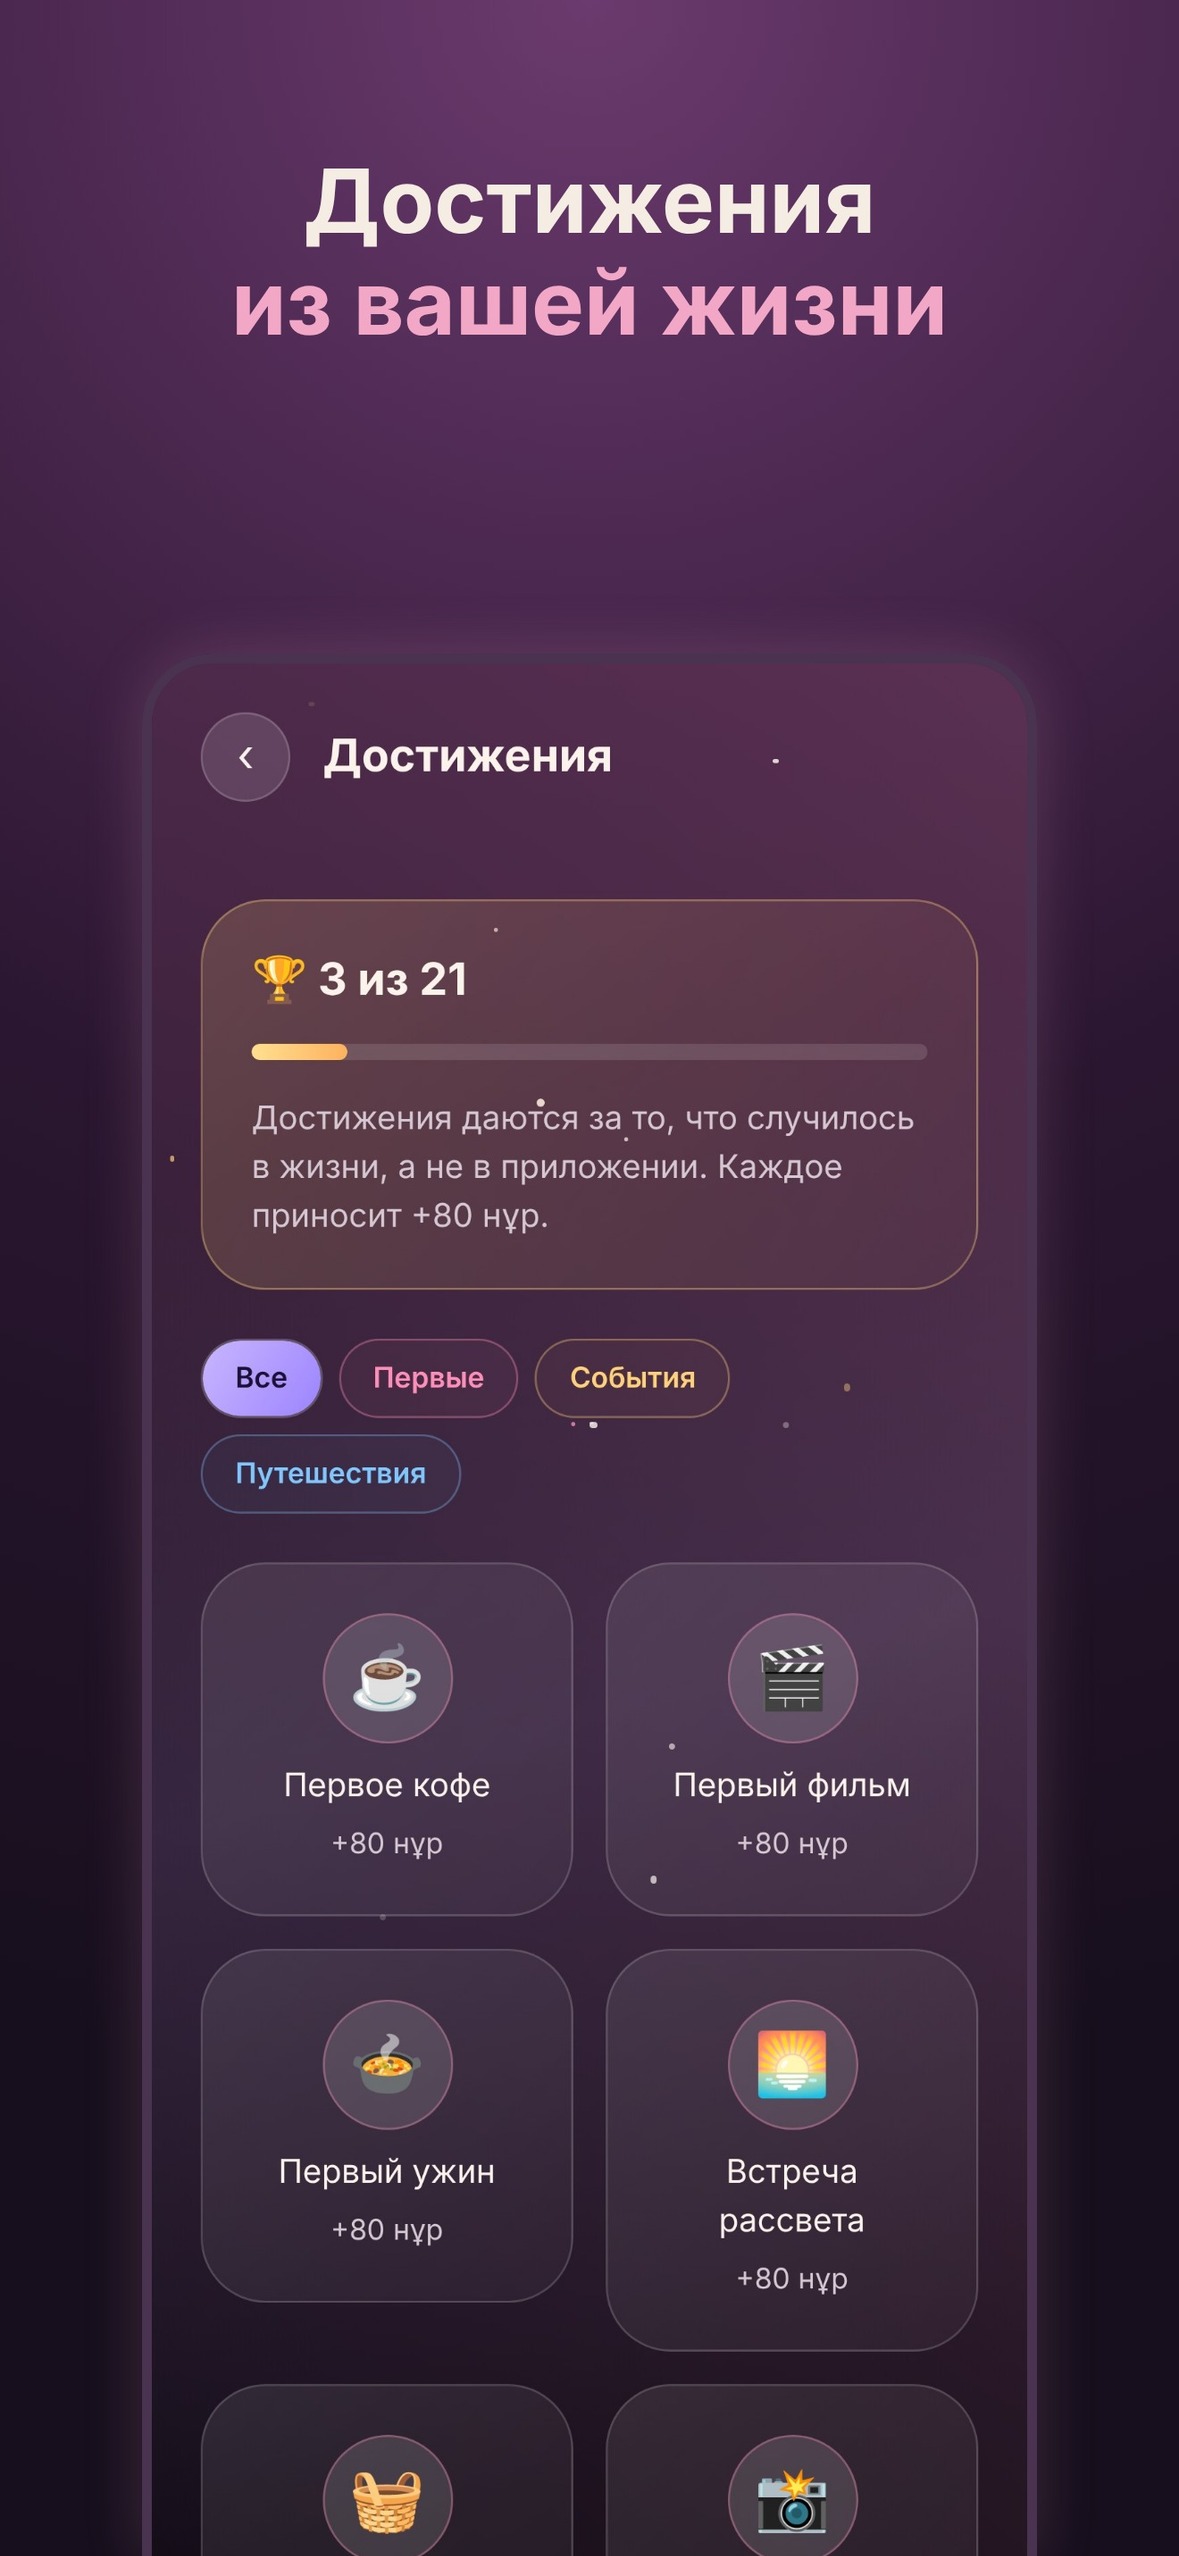 Достижения
из вашей жизни
Достижения
3 из 21
Достижения даются за то, что случилось
в жизни, а не в приложении. Каждое
приносит +80 нұр.
Все
Первые
События
Путешествия
Первое кофе
+80 нұр
Первый фильм
+80 нұр
Первый ужин
+80 нұр
Встреча
рассвета
+80 нұр